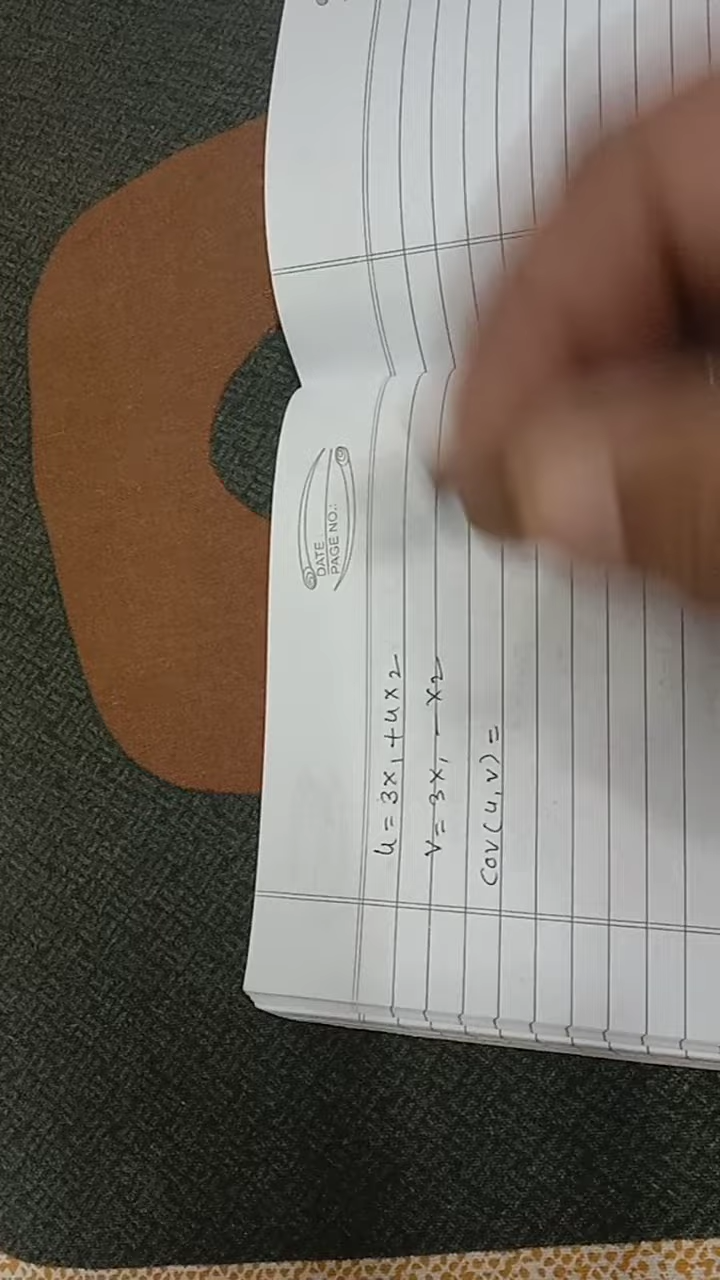 DATE:
PAGE NO.:
u = 3x₁ + 4x₂
v = 3x₁ - x₂
cov(u,v) =